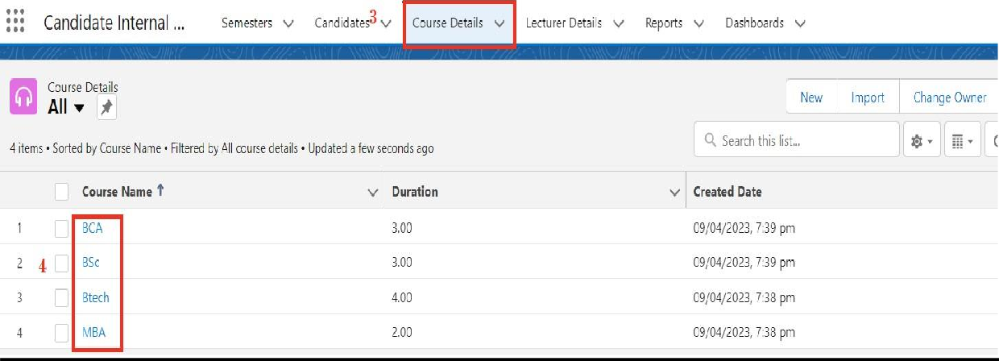 Candidate Internal ... Semesters Candidates 3 Course Details Lecturer Details Reports Dashboards
Course Details
All
New Import Change Owner
4 items • Sorted by Course Name • Filtered by All course details • Updated a few seconds ago
Search this list...
Course Name ↑ Duration Created Date
1 BCA 3.00 09/04/2023, 7:39 pm
2 4 BSc 3.00 09/04/2023, 7:39 pm
3 Btech 4.00 09/04/2023, 7:38 pm
4 MBA 2.00 09/04/2023, 7:38 pm